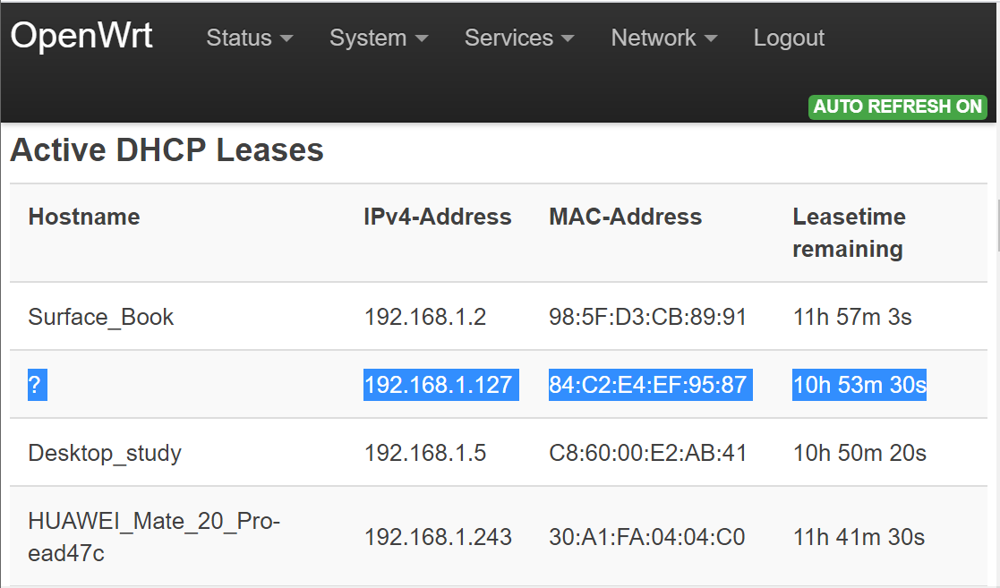 OpenWrt Status System Services Network Logout
AUTO REFRESH ON
Active DHCP Leases
Hostname IPv4-Address MAC-Address Leasetime
remaining
Surface_Book 192.168.1.2 98:5F:D3:CB:89:91 11h 57m 3s
? 192.168.1.127 84:C2:E4:EF:95:87 10h 53m 30s
Desktop_study 192.168.1.5 C8:60:00:E2:AB:41 10h 50m 20s
HUAWEI_Mate_20_Pro-
ead47c 192.168.1.243 30:A1:FA:04:04:C0 11h 41m 30s